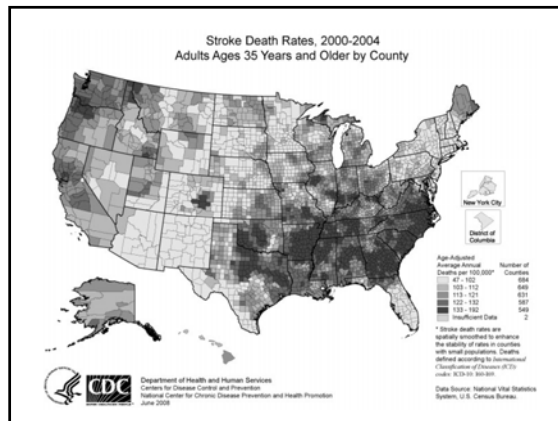 Stroke Death Rates, 2000-2004
Adults Ages 35 Years and Older by County
New York City
District of
Columbia
Age-Adjusted
Average Annual Number of
Deaths per 100,000* Counties
47 - 102 684
103 - 112 649
113 - 121 631
122 - 132 587
133 - 192 549
Insufficient Data 2
* Stroke death rates are
spatially smoothed to enhance
the stability of rates in counties
with small populations. Deaths
defined according to International
Classification of Diseases (ICD)
codes: ICD-10: I60-I69.
Data Source: National Vital Statistics
System, U.S. Census Bureau.
CDC
Department of Health and Human Services
Centers for Disease Control and Prevention
National Center for Chronic Disease Prevention and Health Promotion
June 2008